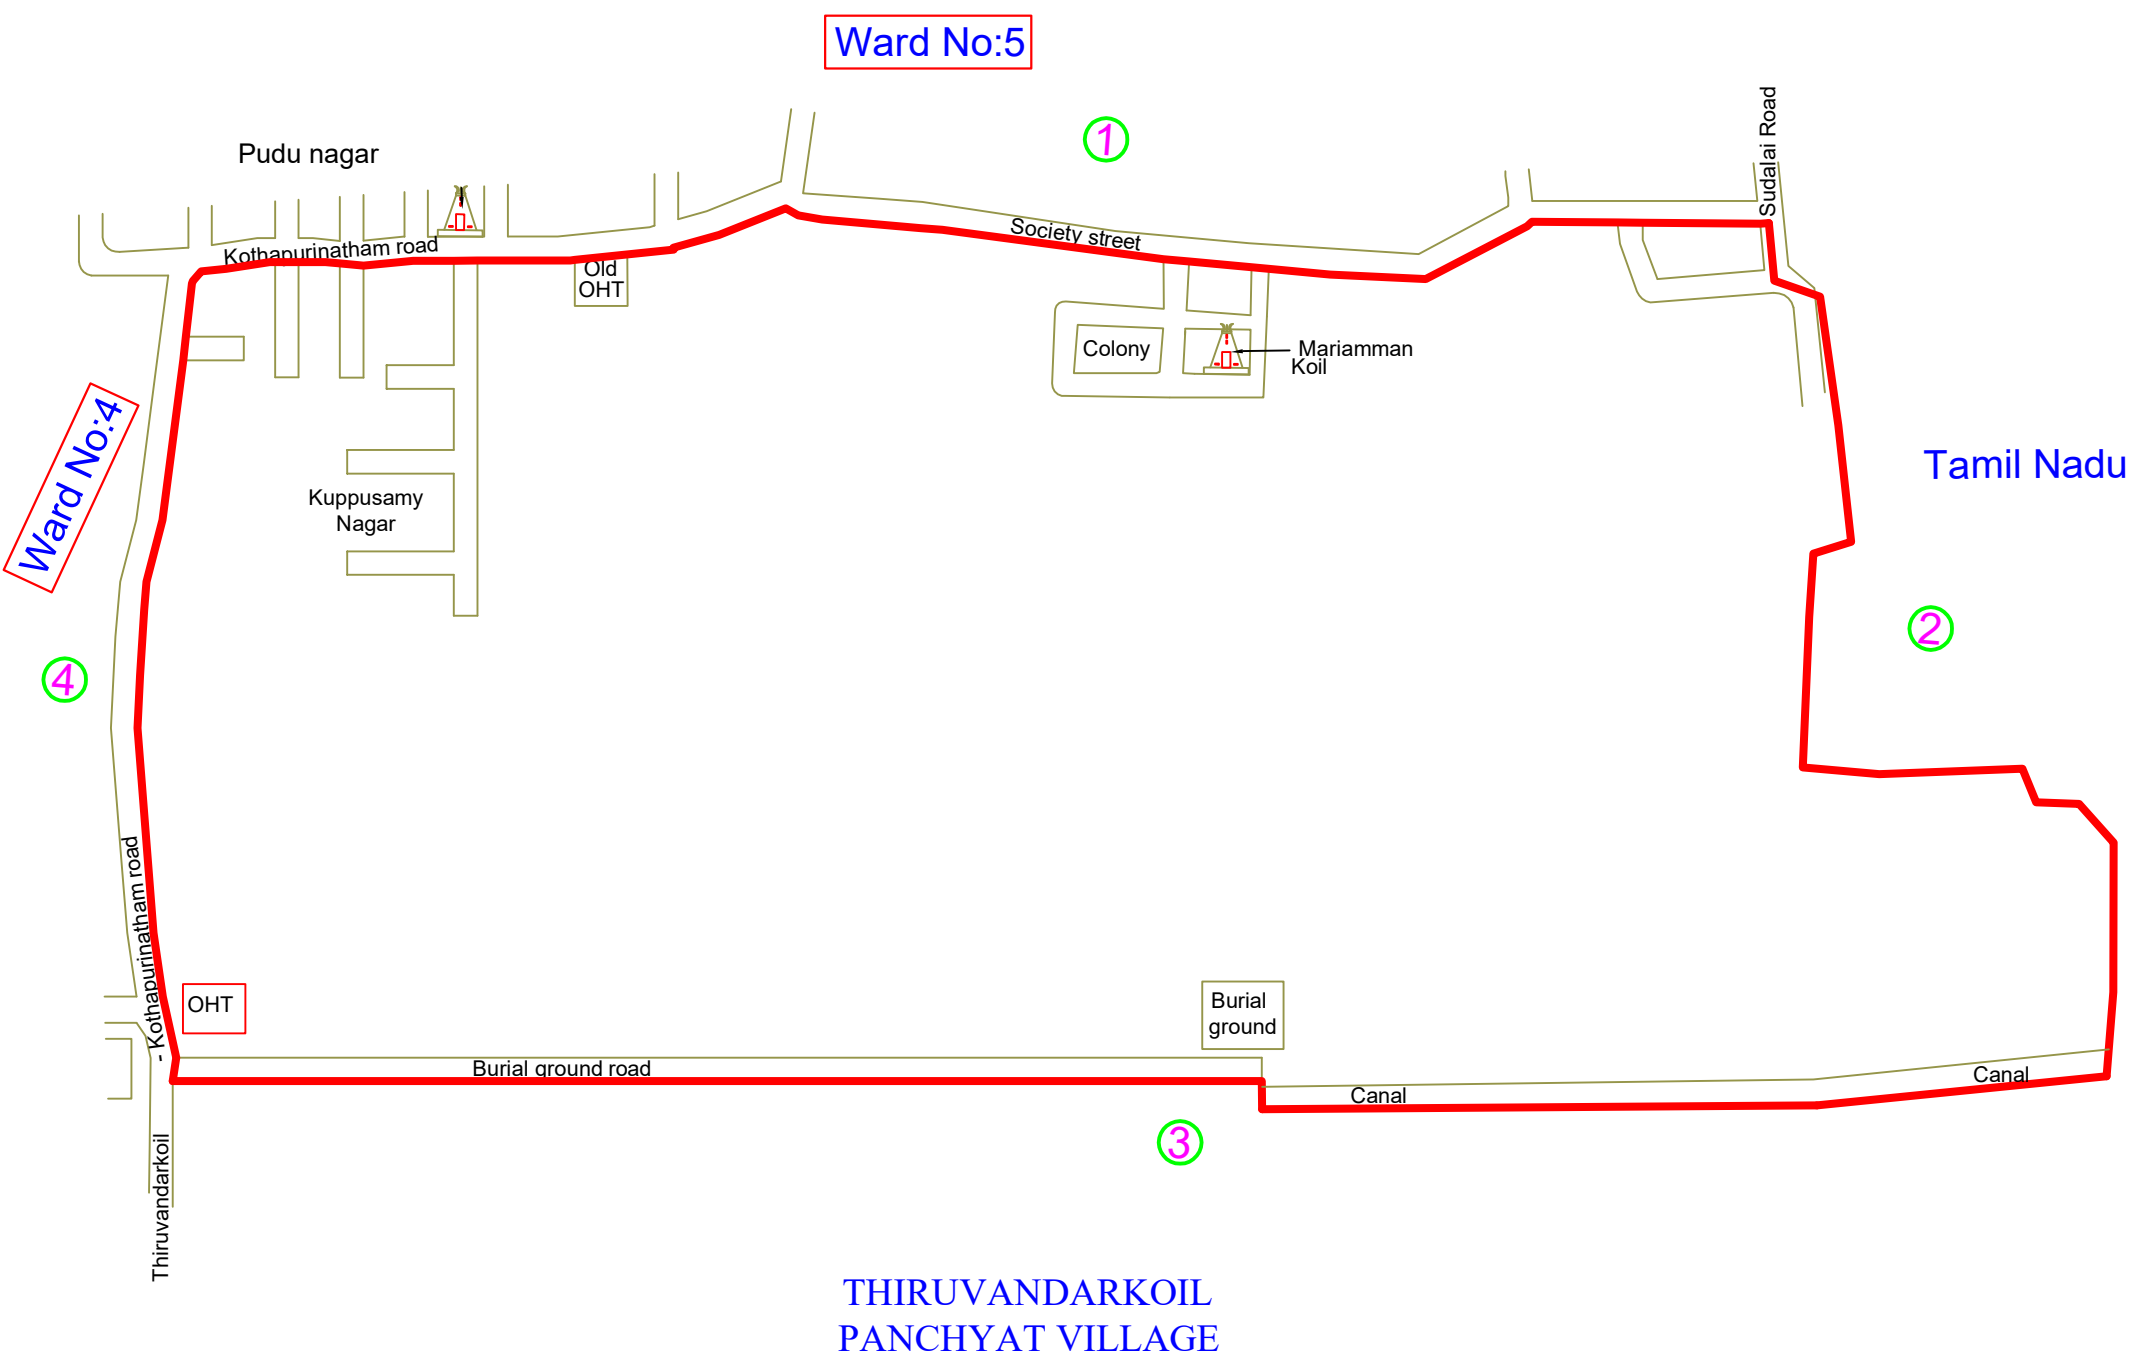 Ward No:5
1
Sudalai Road
Pudu nagar
Kothapurinatham road
Society street
Old
OHT
Colony
Mariamman
Koil
Ward No:4
Tamil Nadu
Kuppusamy
Nagar
2
4
Thiruvandarkoil - Kothapurinatham road
OHT
Burial
ground
Burial ground road
Canal
Canal
3
THIRUVANDARKOIL
PANCHYAT VILLAGE